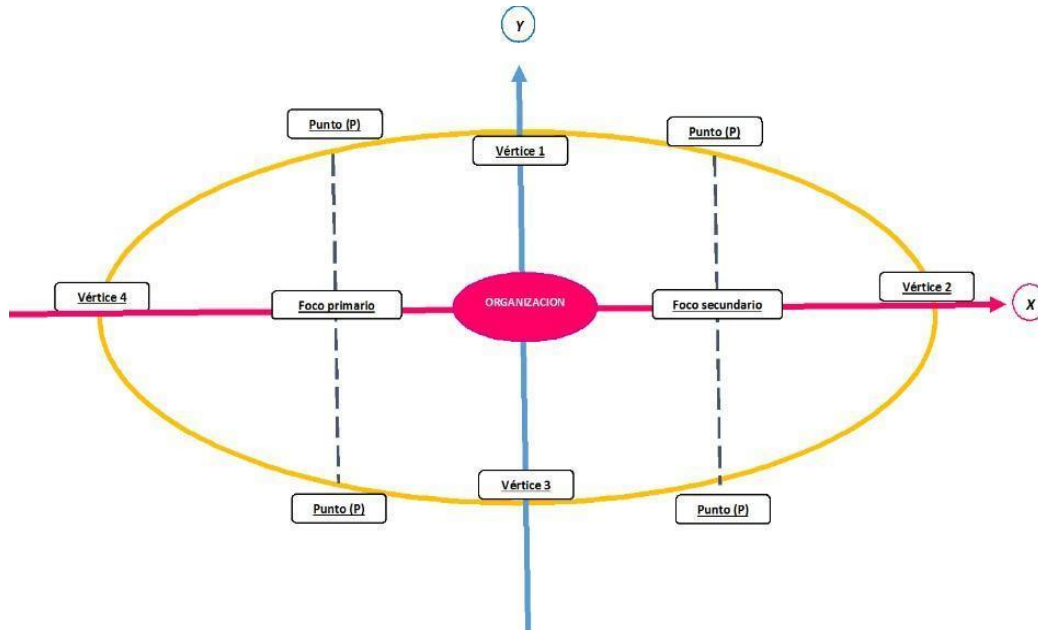 Y
Punto (P)
Punto (P)
Vértice 1
Vértice 4
Foco primario
ORGANIZACION
Foco secundario
Vértice 2
X
Vértice 3
Punto (P)
Punto (P)